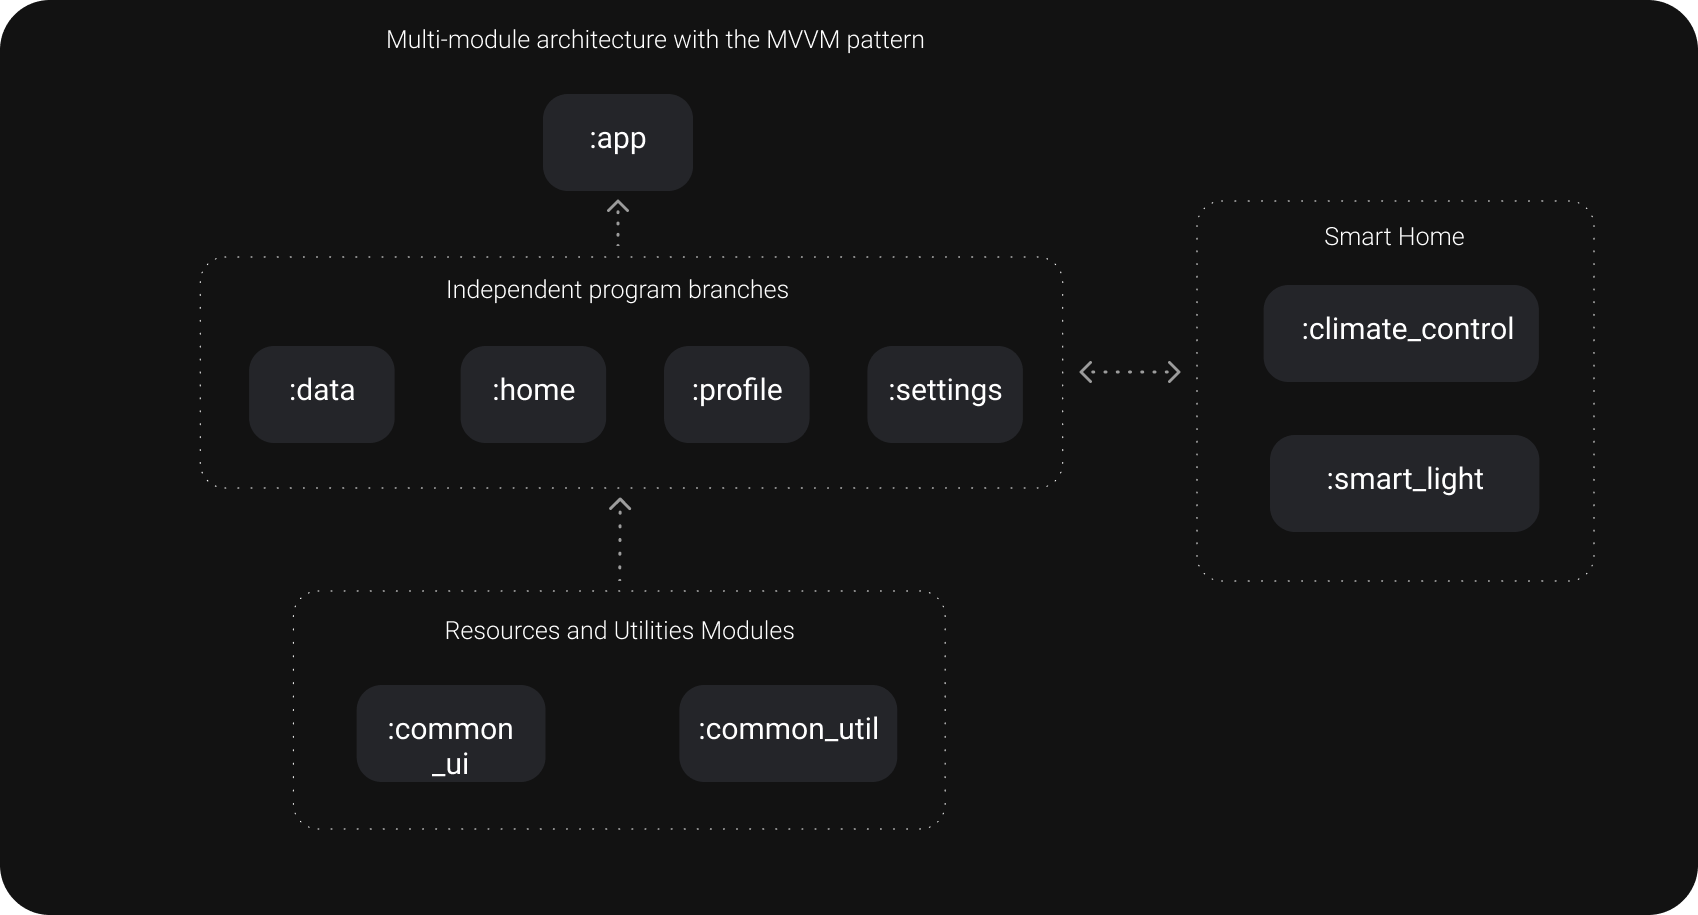 Multi-module architecture with the MVVM pattern
:app
Independent program branches
:data
:home
:profile
:settings
Smart Home
:climate_control
:smart_light
Resources and Utilities Modules
:common
_ui
:common_util